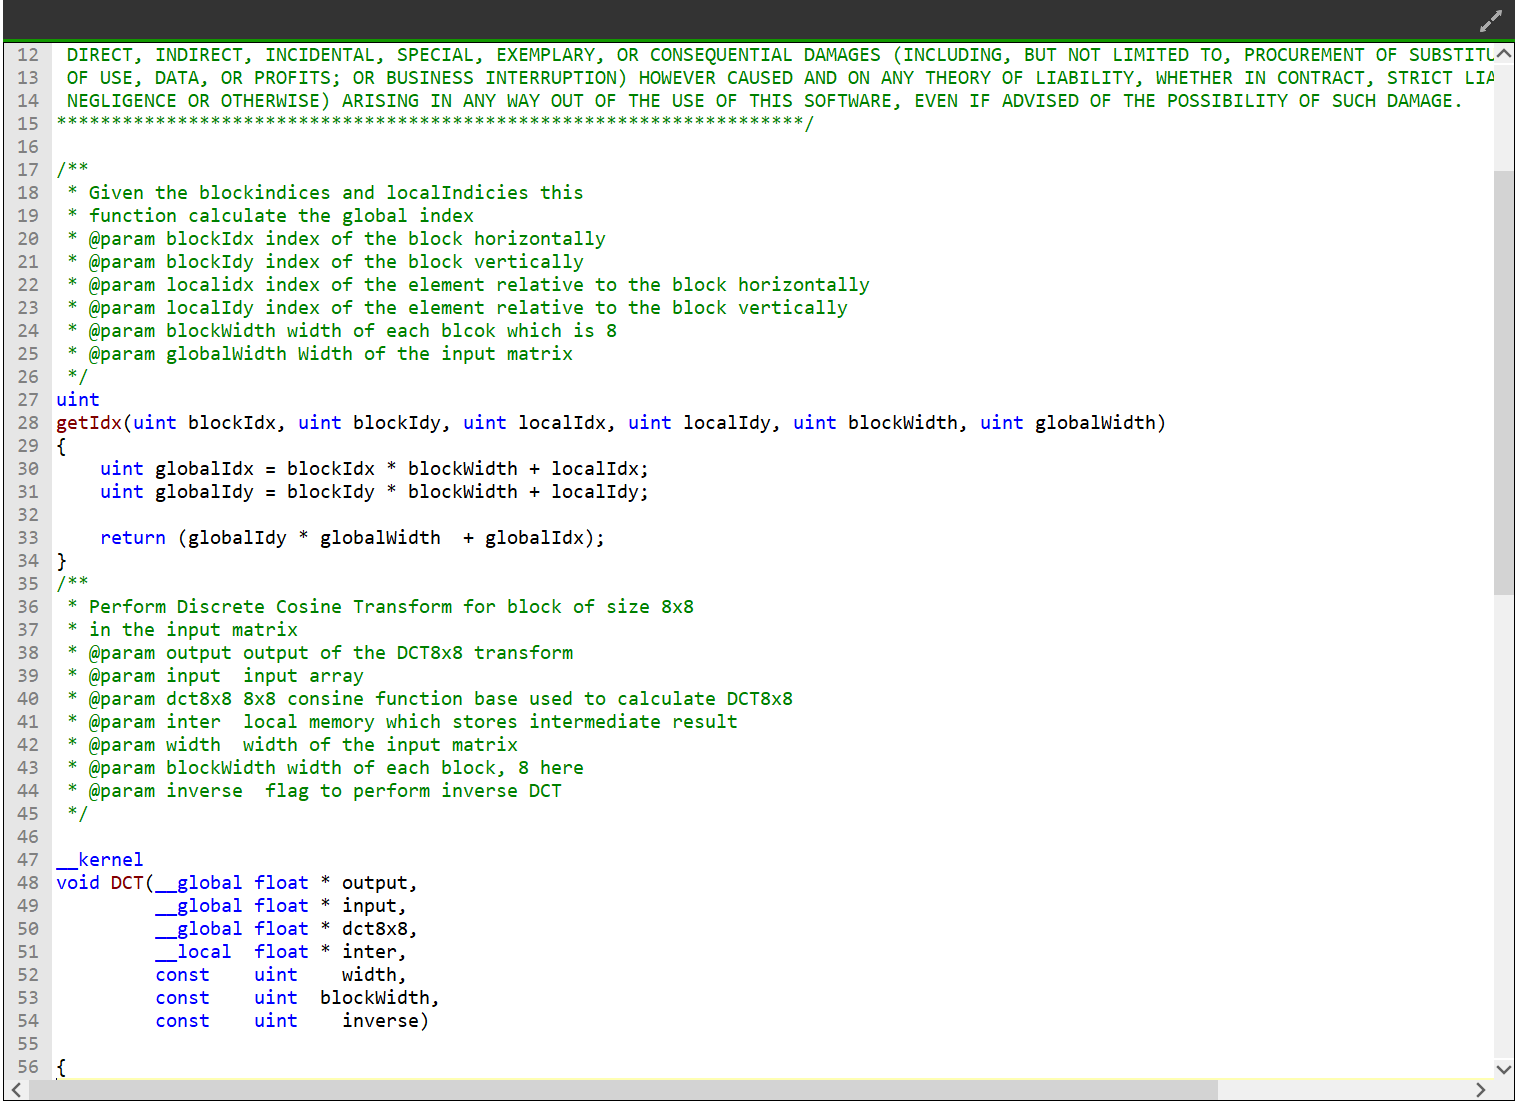 12 DIRECT, INDIRECT, INCIDENTAL, SPECIAL, EXEMPLARY, OR CONSEQUENTIAL DAMAGES (INCLUDING, BUT NOT LIMITED TO, PROCUREMENT OF SUBSTITU
13 OF USE, DATA, OR PROFITS; OR BUSINESS INTERRUPTION) HOWEVER CAUSED AND ON ANY THEORY OF LIABILITY, WHETHER IN CONTRACT, STRICT LIA
14 NEGLIGENCE OR OTHERWISE) ARISING IN ANY WAY OUT OF THE USE OF THIS SOFTWARE, EVEN IF ADVISED OF THE POSSIBILITY OF SUCH DAMAGE.
15 ********************************************************************/
16
17 /**
18  * Given the blockindices and localIndicies this
19  * function calculate the global index
20  * @param blockIdx index of the block horizontally
21  * @param blockIdy index of the block vertically
22  * @param localidx index of the element relative to the block horizontally
23  * @param localIdy index of the element relative to the block vertically
24  * @param blockWidth width of each blcok which is 8
25  * @param globalWidth Width of the input matrix
26  */
27 uint
28 getIdx(uint blockIdx, uint blockIdy, uint localIdx, uint localIdy, uint blockWidth, uint globalWidth)
29 {
30     uint globalIdx = blockIdx * blockWidth + localIdx;
31     uint globalIdy = blockIdy * blockWidth + localIdy;
32
33     return (globalIdy * globalWidth  + globalIdx);
34 }
35 /**
36  * Perform Discrete Cosine Transform for block of size 8x8
37  * in the input matrix
38  * @param output output of the DCT8x8 transform
39  * @param input  input array
40  * @param dct8x8 8x8 consine function base used to calculate DCT8x8
41  * @param inter  local memory which stores intermediate result
42  * @param width  width of the input matrix
43  * @param blockWidth width of each block, 8 here
44  * @param inverse  flag to perform inverse DCT
45  */
46
47 __kernel
48 void DCT(__global float * output,
49          __global float * input,
50          __global float * dct8x8,
51          __local  float * inter,
52          const    uint    width,
53          const    uint  blockWidth,
54          const    uint    inverse)
55
56 {